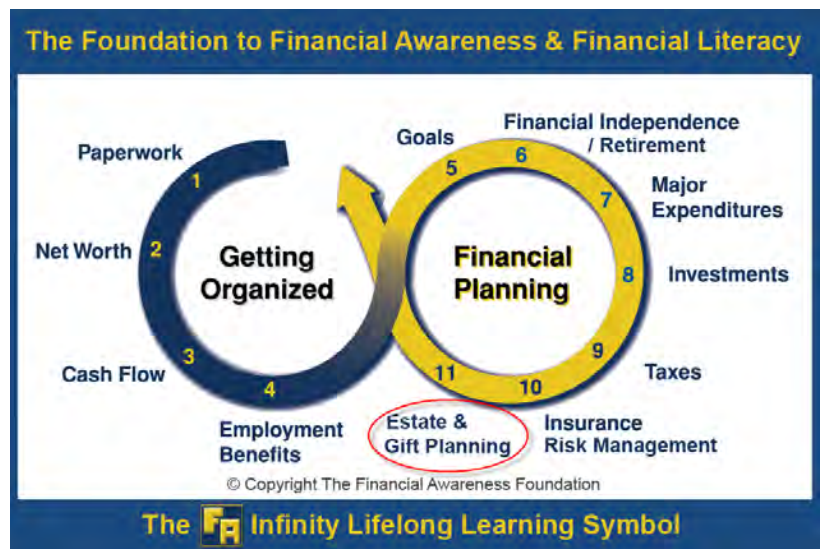 The Foundation to Financial Awareness & Financial Literacy
Paperwork
1
Net Worth
2
Cash Flow
3
4
Employment
Benefits
Getting
Organized
Goals
5
Financial Independence
/ Retirement
6
7
Major
Expenditures
8
Investments
9
Taxes
10
Insurance
Risk Management
11
Estate &
Gift Planning
Financial
Planning
© Copyright The Financial Awareness Foundation
The FA Infinity Lifelong Learning Symbol